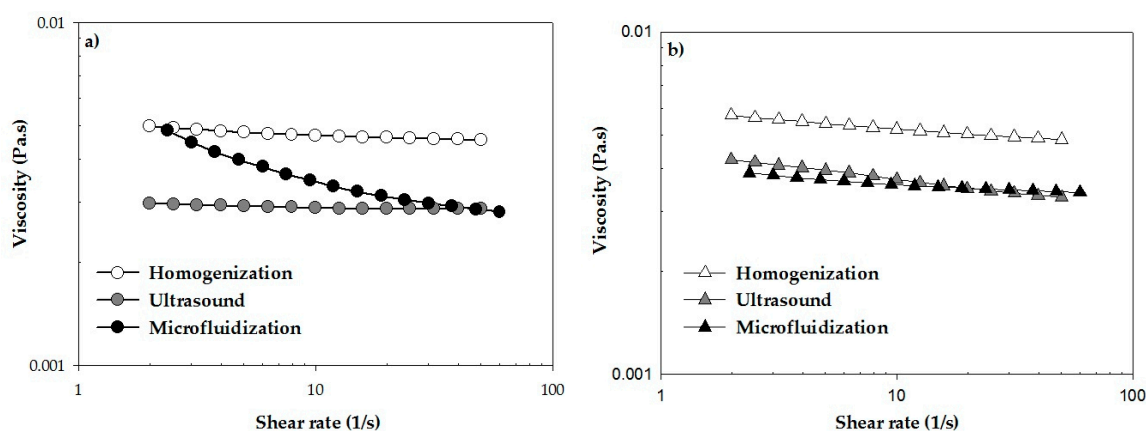 a)
0.01
0.001
Viscosity (Pa.s)
Homogenization
Ultrasound
Microfluidization
1
10
100
Shear rate (1/s)
b)
0.01
0.001
Viscosity (Pa.s)
Homogenization
Ultrasound
Microfluidization
1
10
100
Shear rate (1/s)